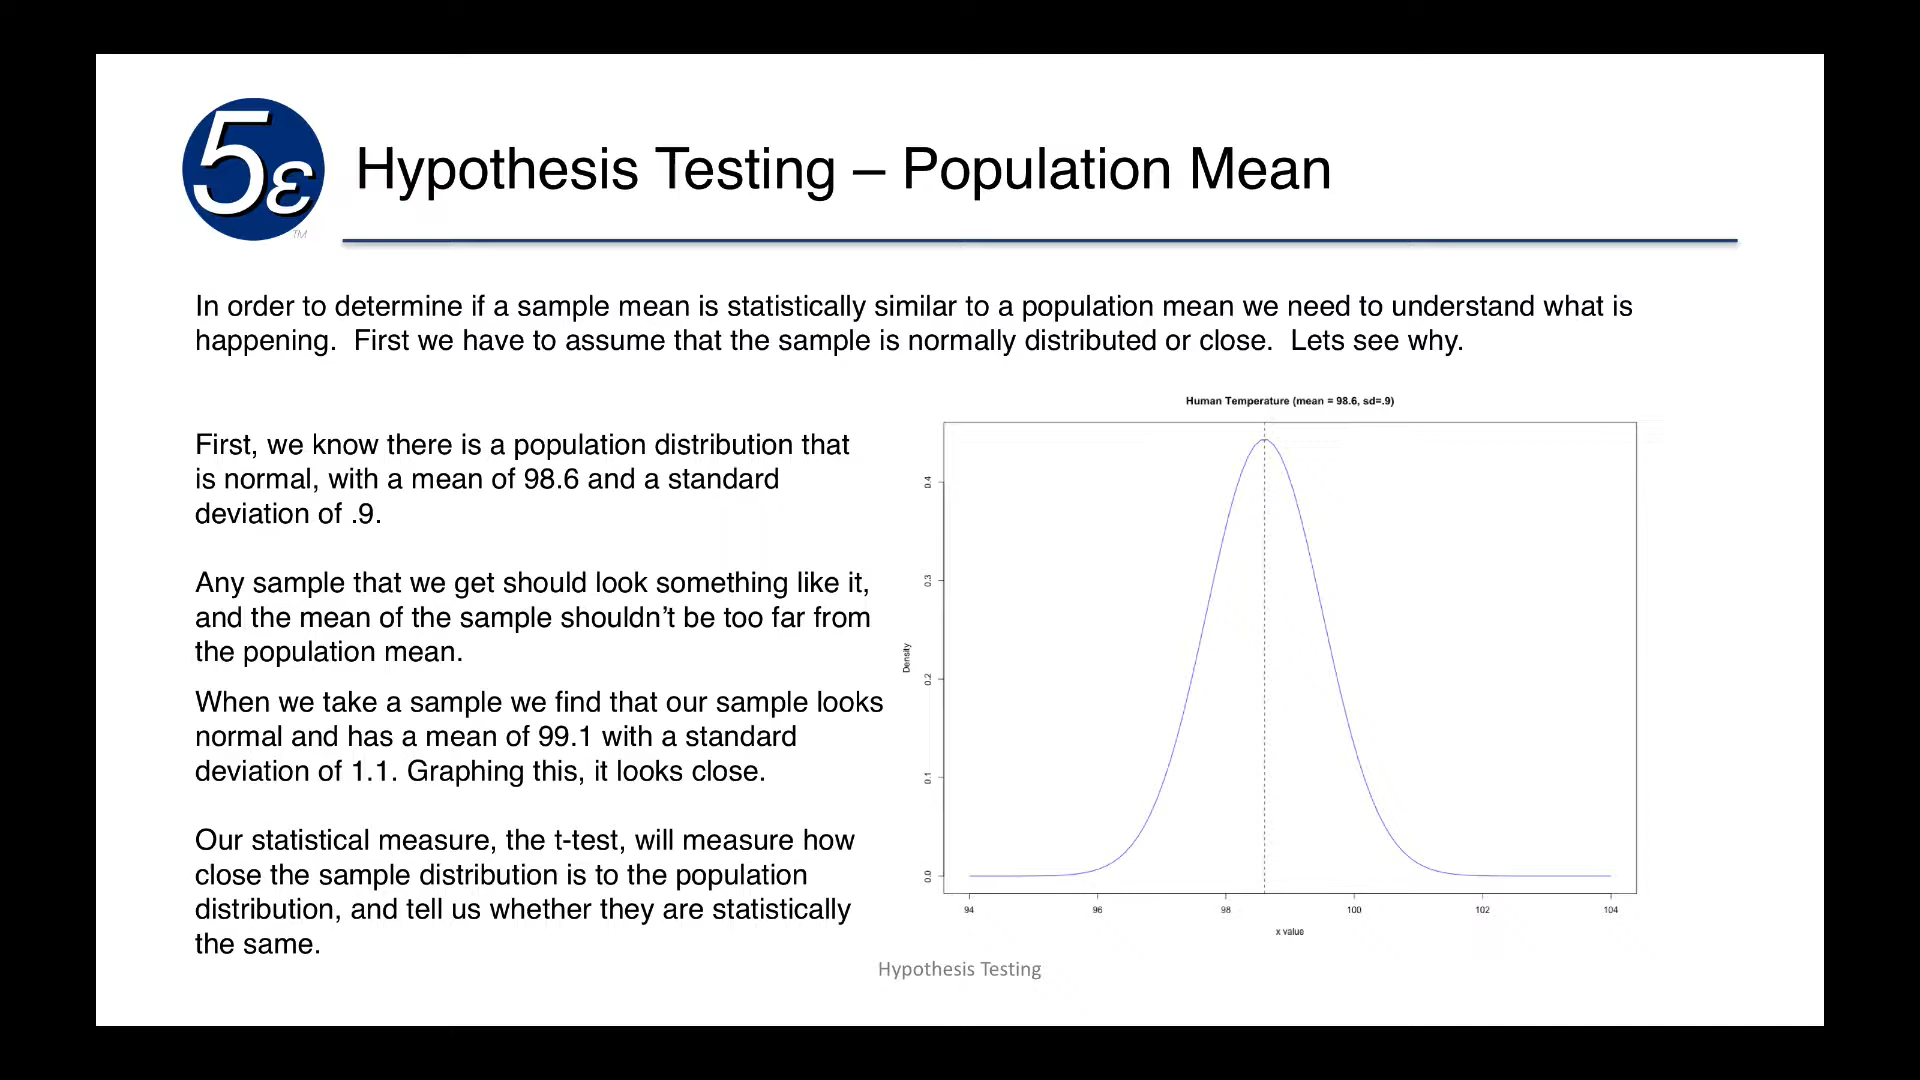 5ε
TM
Hypothesis Testing – Population Mean
In order to determine if a sample mean is statistically similar to a population mean we need to understand what is
happening.  First we have to assume that the sample is normally distributed or close.  Lets see why.
First, we know there is a population distribution that
is normal, with a mean of 98.6 and a standard
deviation of .9.
Any sample that we get should look something like it,
and the mean of the sample shouldn’t be too far from
the population mean.
When we take a sample we find that our sample looks
normal and has a mean of 99.1 with a standard
deviation of 1.1. Graphing this, it looks close.
Our statistical measure, the t-test, will measure how
close the sample distribution is to the population
distribution, and tell us whether they are statistically
the same.
Human Temperature (mean = 98.6, sd=.9)
Density
0.4
0.3
0.2
0.1
0.0
94 96 98 100 102 104
x value
Hypothesis Testing